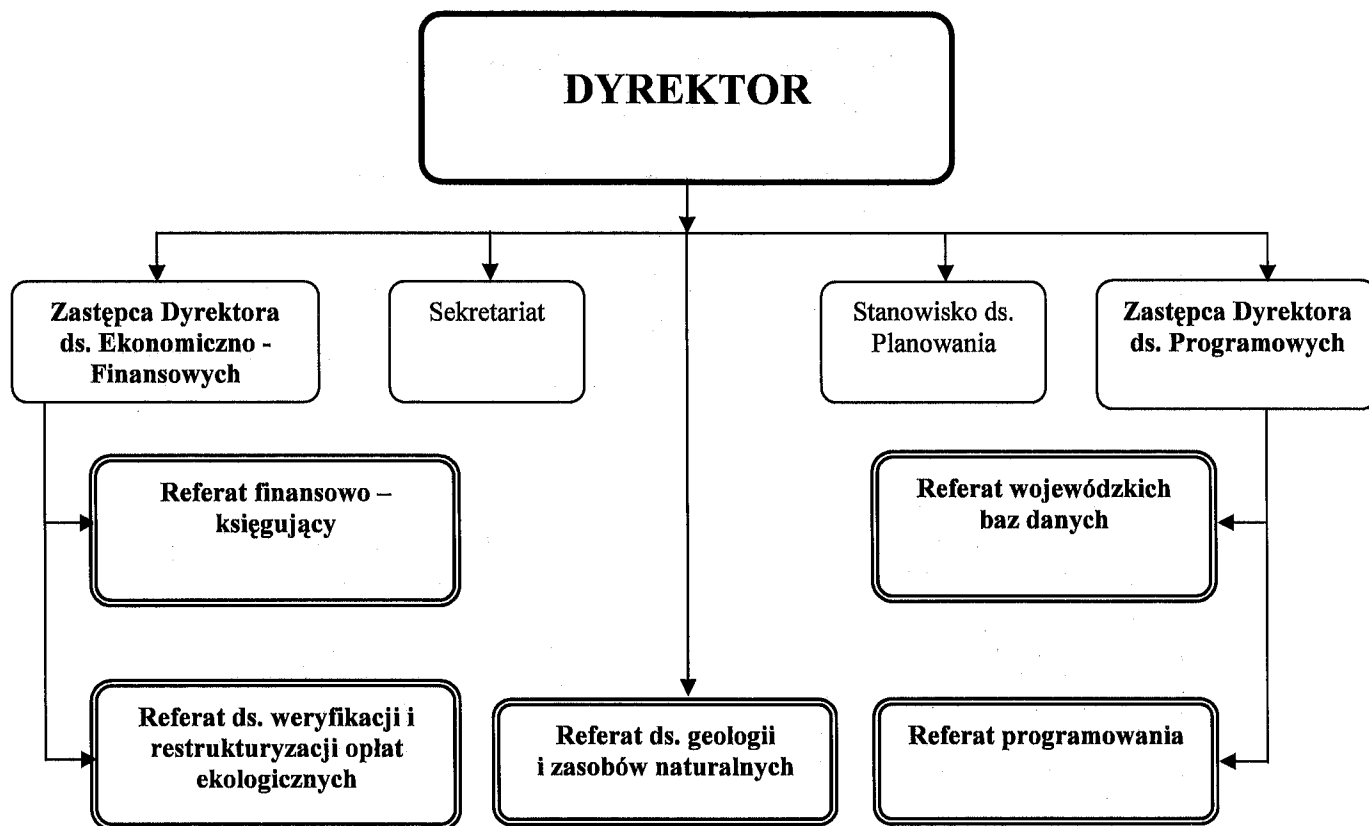 DYREKTOR
Zastępca Dyrektora
ds. Ekonomiczno -
Finansowych
Sekretariat
Stanowisko ds.
Planowania
Zastępca Dyrektora
ds. Programowych
Referat finansowo –
księgujący
Referat wojewódzkich
baz danych
Referat ds. weryfikacji i
restrukturyzacji opłat
ekologicznych
Referat ds. geologii
i zasobów naturalnych
Referat programowania